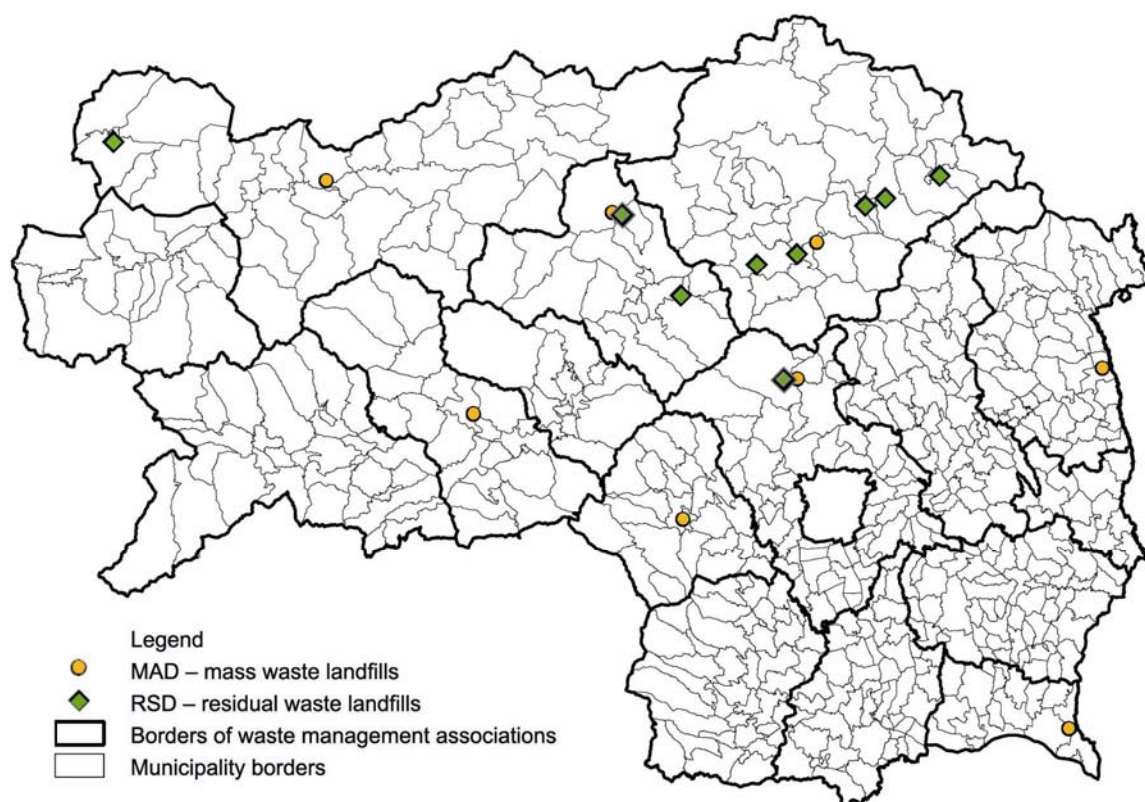 Legend
MAD – mass waste landfills
RSD – residual waste landfills
Borders of waste management associations
Municipality borders